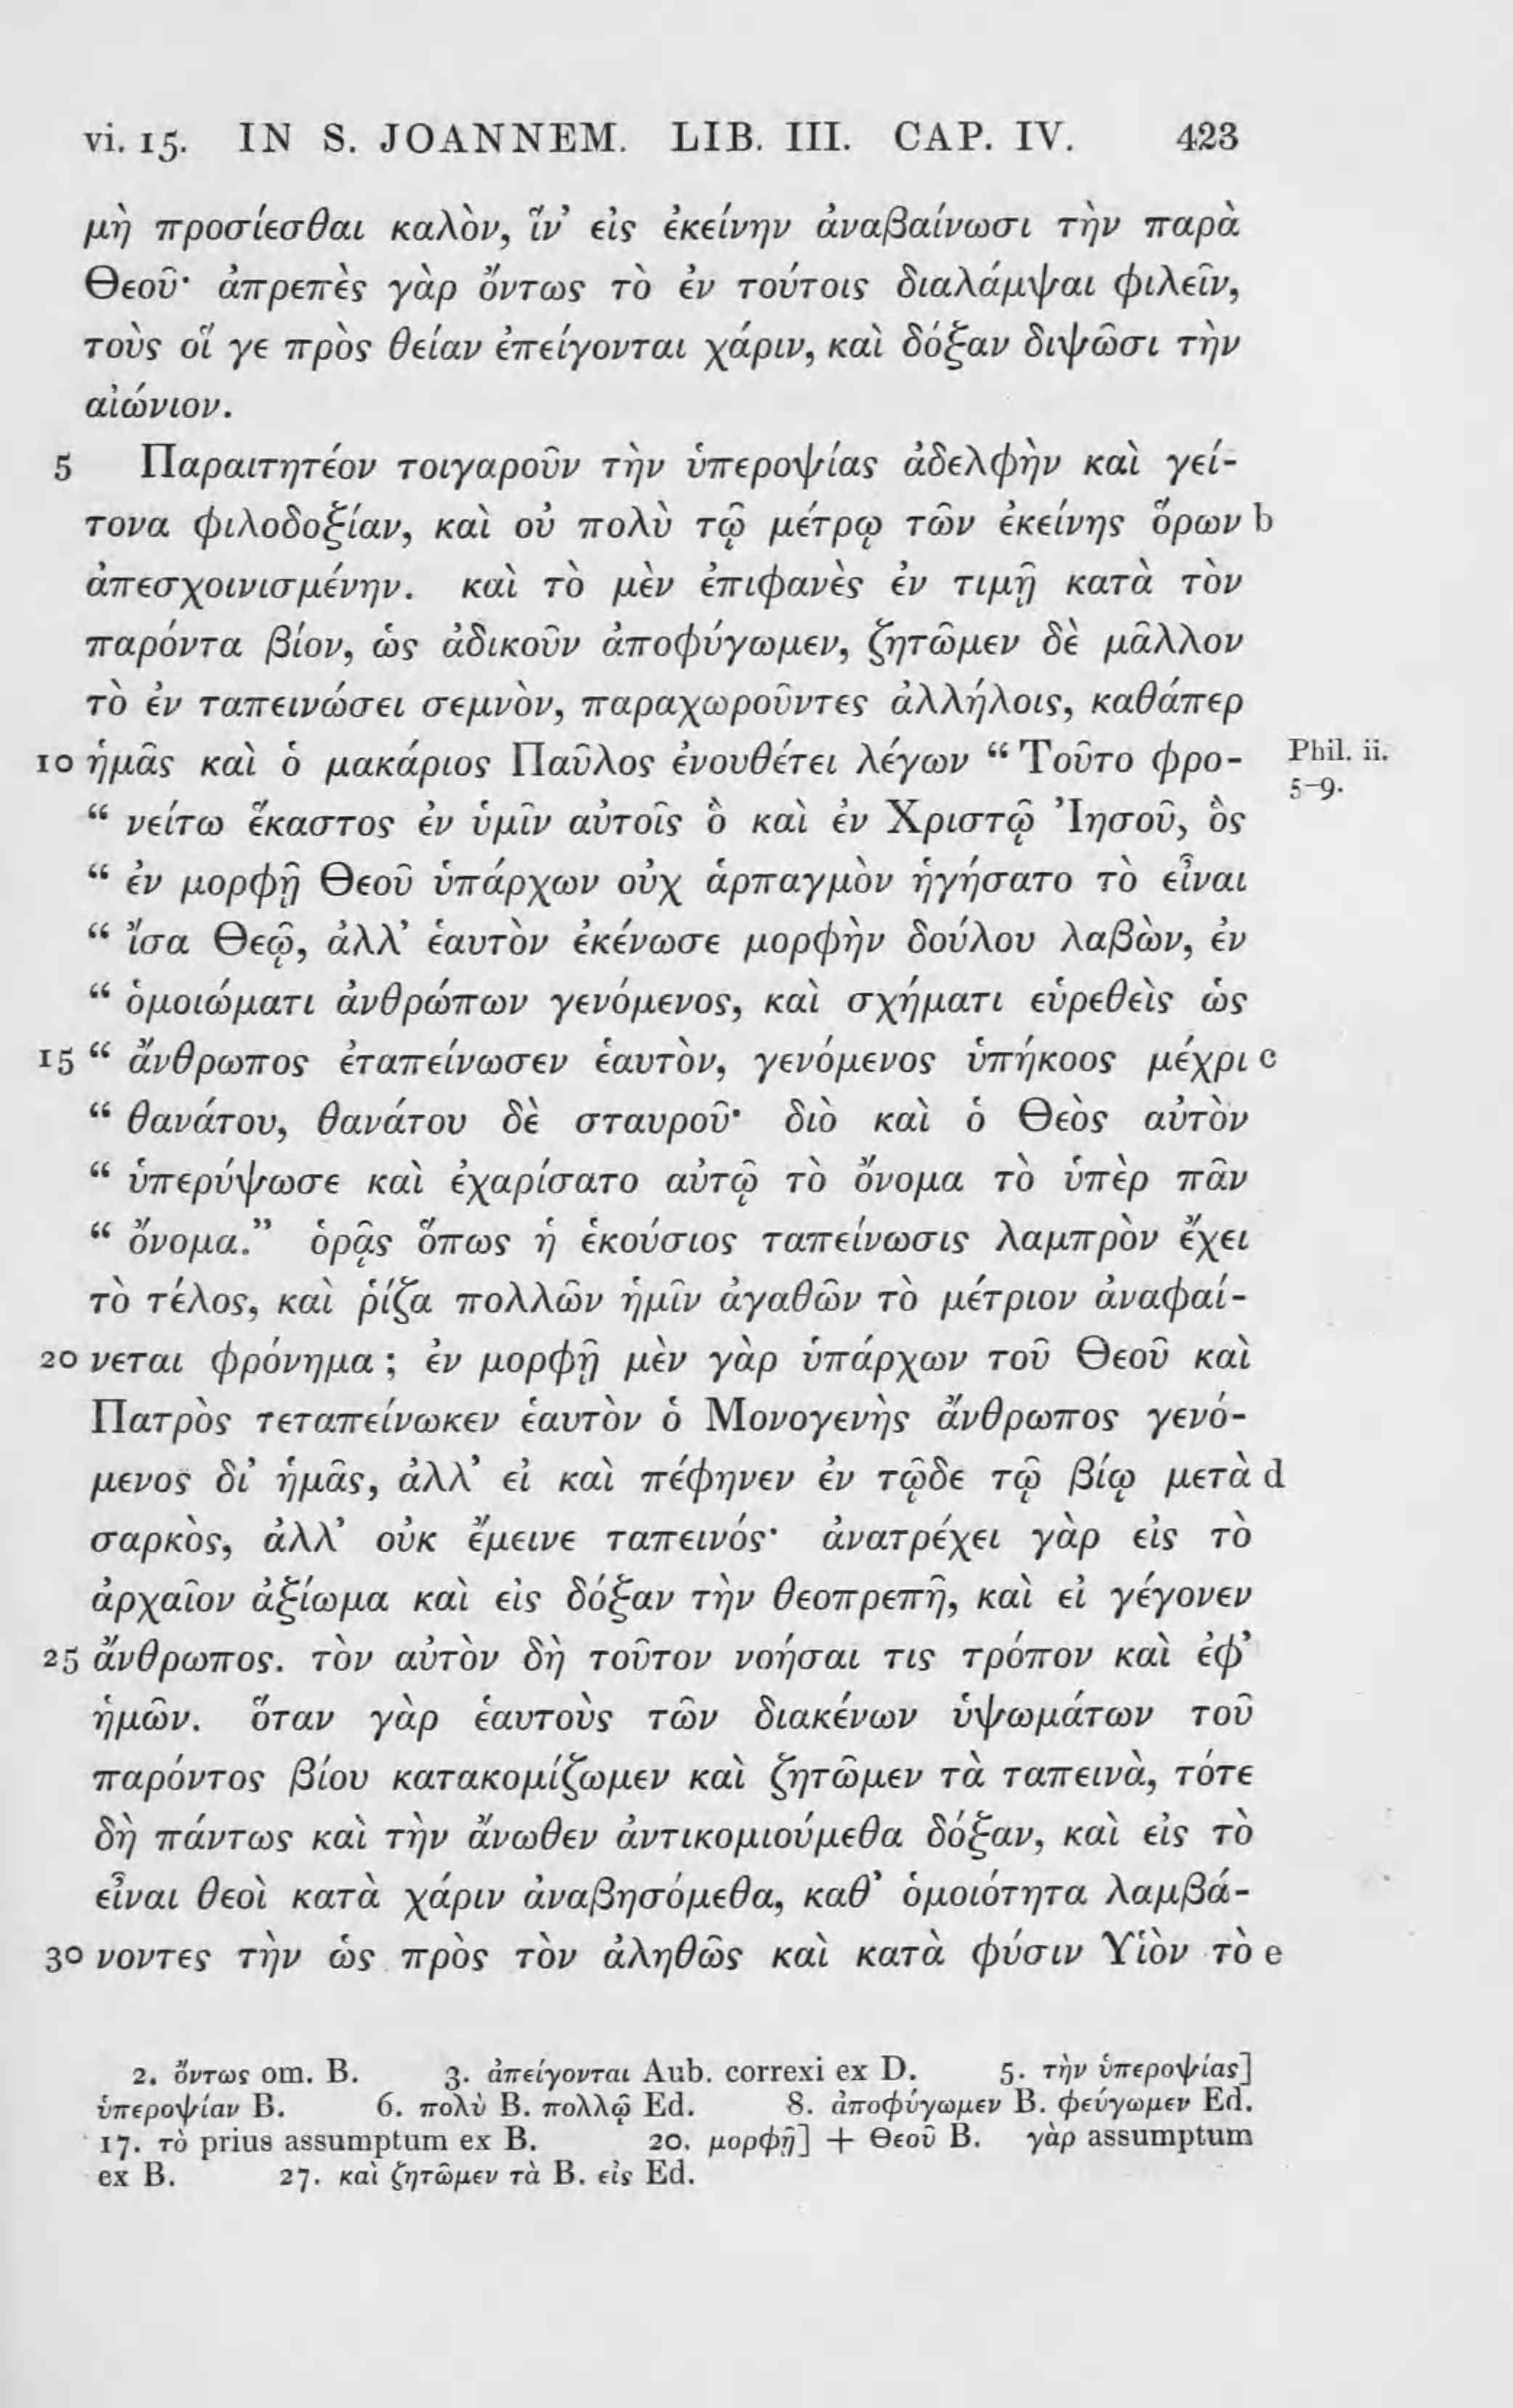 vi. 15. IN S. JOANNEM. LIB. III. CAP. IV. 423
μὴ προσίεσθαι καλὸν, ἵν’ εἰς ἐκείνην ἀναβαίνωσι τὴν παρὰ
Θεοῦ· ἀπρεπὲς γὰρ ὄντως τὸ ἐν τούτοις διαλάμψαι φιλεῖν,
τοὺς οἵ γε πρὸς θείαν ἐπείγονται χάριν, καὶ δόξαν διψῶσι τὴν
αἰώνιον.
5 Παραιτητέον τοιγαροῦν τὴν ὑπεροψίας ἀδελφὴν καὶ γεί-
τονα φιλοδοξίαν, καὶ οὐ πολὺ τῷ μέτρῳ τῶν ἐκείνης ὅρων b
ἀπεσχοινισμένην. καὶ τὸ μὲν ἐπιφανὲς ἐν τιμῇ κατὰ τὸν
παρόντα βίον, ὡς ἀδικοῦν ἀποφύγωμεν, ζητῶμεν δὲ μᾶλλον
τὸ ἐν ταπεινώσει σεμνὸν, παραχωροῦντες ἀλλήλοις, καθάπερ
10 ἡμᾶς καὶ ὁ μακάριος Παῦλος ἐνουθέτει λέγων “ Τοῦτο φρο- Phil. ii.
5-9.
“ νείτω ἕκαστος ἐν ὑμῖν αὐτοῖς ὃ καὶ ἐν Χριστῷ Ἰησοῦ, ὃς
“ ἐν μορφῇ Θεοῦ ὑπάρχων οὐχ ἁρπαγμὸν ἡγήσατο τὸ εἶναι
“ ἴσα Θεῷ, ἀλλ’ ἑαυτὸν ἐκένωσε μορφὴν δούλου λαβὼν, ἐν
“ ὁμοιώματι ἀνθρώπων γενόμενος, καὶ σχήματι εὑρεθεὶς ὡς
15 “ ἄνθρωπος ἐταπείνωσεν ἑαυτὸν, γενόμενος ὑπήκοος μέχρι c
“ θανάτου, θανάτου δὲ σταυροῦ· διὸ καὶ ὁ Θεὸς αὐτὸν
“ ὑπερύψωσε καὶ ἐχαρίσατο αὐτῷ τὸ ὄνομα τὸ ὑπὲρ πᾶν
“ ὄνομα.” ὁρᾷς ὅπως ἡ ἑκούσιος ταπείνωσις λαμπρὸν ἔχει
τὸ τέλος, καὶ ῥίζα πολλῶν ἡμῖν ἀγαθῶν τὸ μέτριον ἀναφαί-
20 νεται φρόνημα ; ἐν μορφῇ μὲν γὰρ ὑπάρχων τοῦ Θεοῦ καὶ
Πατρὸς τεταπείνωκεν ἑαυτὸν ὁ Μονογενὴς ἄνθρωπος γενό-
μενος δι’ ἡμᾶς, ἀλλ’ εἰ καὶ πέφηνεν ἐν τῷδε τῷ βίῳ μετὰ d
σαρκὸς, ἀλλ’ οὐκ ἔμεινε ταπεινός· ἀνατρέχει γὰρ εἰς τὸ
ἀρχαῖον ἀξίωμα καὶ εἰς δόξαν τὴν θεοπρεπῆ, καὶ εἰ γέγονεν
25 ἄνθρωπος. τὸν αὐτὸν δὴ τοῦτον νοήσαι τις τρόπον καὶ ἐφ’
ἡμῶν. ὅταν γὰρ ἑαυτοὺς τῶν διακένων ὑψωμάτων τοῦ
παρόντος βίου κατακομίζωμεν καὶ ζητῶμεν τὰ ταπεινὰ, τότε
δὴ πάντως καὶ τὴν ἄνωθεν ἀντικομιούμεθα δόξαν, καὶ εἰς τὸ
εἶναι θεοὶ κατὰ χάριν ἀναβησόμεθα, καθ’ ὁμοιότητα λαμβά-
30 νοντες τὴν ὡς πρὸς τὸν ἀληθῶς καὶ κατὰ φύσιν Υἱὸν τὸ e
2. ὄντως om. B. 3. ἀπείγονται Aub. correxi ex D. 5. τὴν ὑπεροψίας]
ὑπεροψίαν B. 6. πολὺ B. πολλῷ Ed. 8. ἀποφύγωμεν B. φεύγωμεν Ed.
17. τὸ prius assumptum ex B. 20. μορφῇ] + Θεοῦ B. γὰρ assumptum
ex B. 27. καὶ ζητῶμεν τὰ B. εἰς Ed.